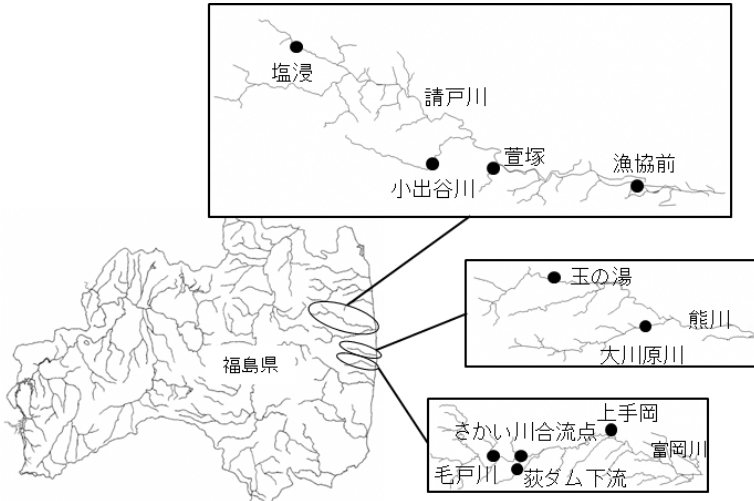 塩浸
請戸川
萱塚
漁協前
小出谷川
玉の湯
熊川
大川原川
福島県
上手岡
さかい川合流点
富岡川
毛戸川
荻ダム下流